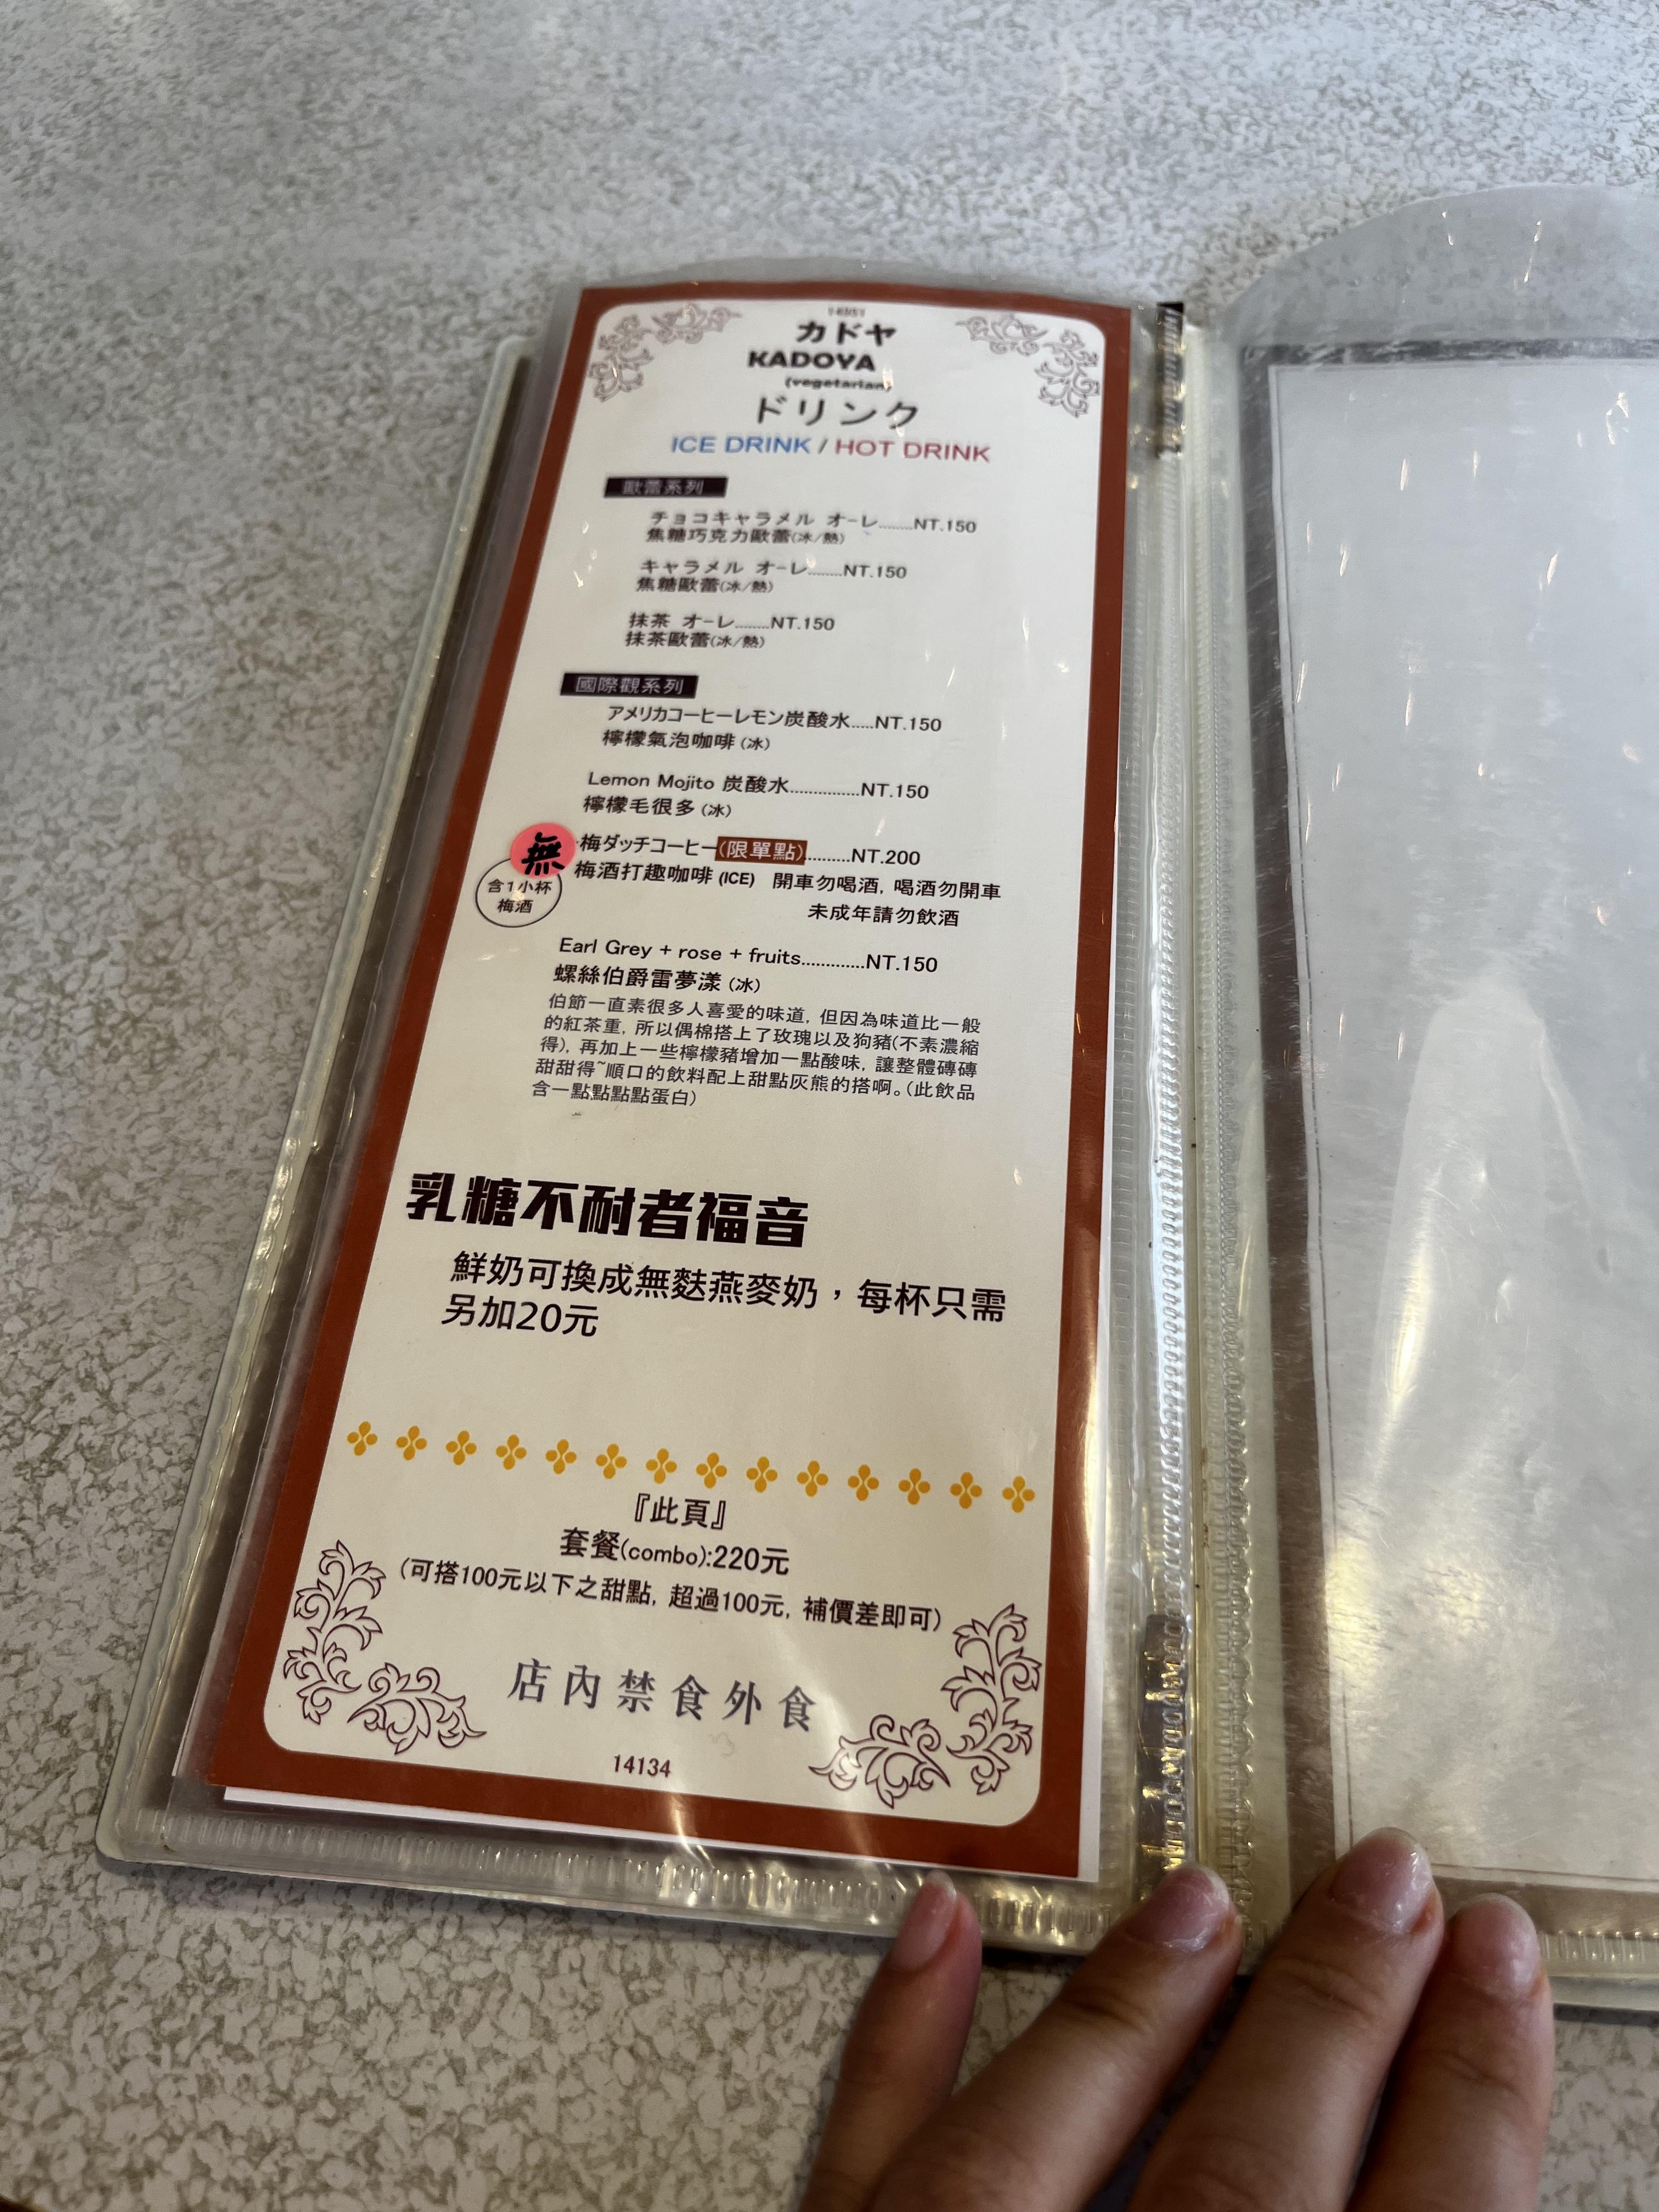 カドヤ
KADOYA
(vegetarian)
ドリンク
ICE DRINK / HOT DRINK
歐蕾系列
チョコキャラメル オーレ........NT.150
焦糖巧克力歐蕾(冰/熱)
キャラメル オーレ........NT.150
焦糖歐蕾(冰/熱)
抹茶 オーレ........NT.150
抹茶歐蕾(冰/熱)
國際觀系列
アメリカコーヒーレモン炭酸水.....NT.150
檸檬氣泡咖啡 (冰)
Lemon Mojito 炭酸水...............NT.150
檸檬毛很多 (冰)
無
梅ダッチコーヒー(限單點)..........NT.200
含1小杯
梅酒
梅酒打趣咖啡 (ICE) 開車勿喝酒, 喝酒勿開車
未成年請勿飲酒
Earl Grey + rose + fruits.............NT.150
螺絲伯爵雷夢漾 (冰)
伯節一直素很多人喜愛的味道, 但因為味道比一般
的紅茶重, 所以偶棉搭上了玫瑰以及狗豬(不素濃縮
得), 再加上一些檸檬豬增加一點酸味, 讓整體磚磚
甜甜得~順口的飲料配上甜點灰熊的搭啊。(此飲品
含一點點點點蛋白)
乳糖不耐者福音
鮮奶可換成無麩燕麥奶，每杯只需
另加20元
『此頁』
套餐(combo):220元
(可搭100元以下之甜點, 超過100元, 補價差即可)
店內禁食外食
14134